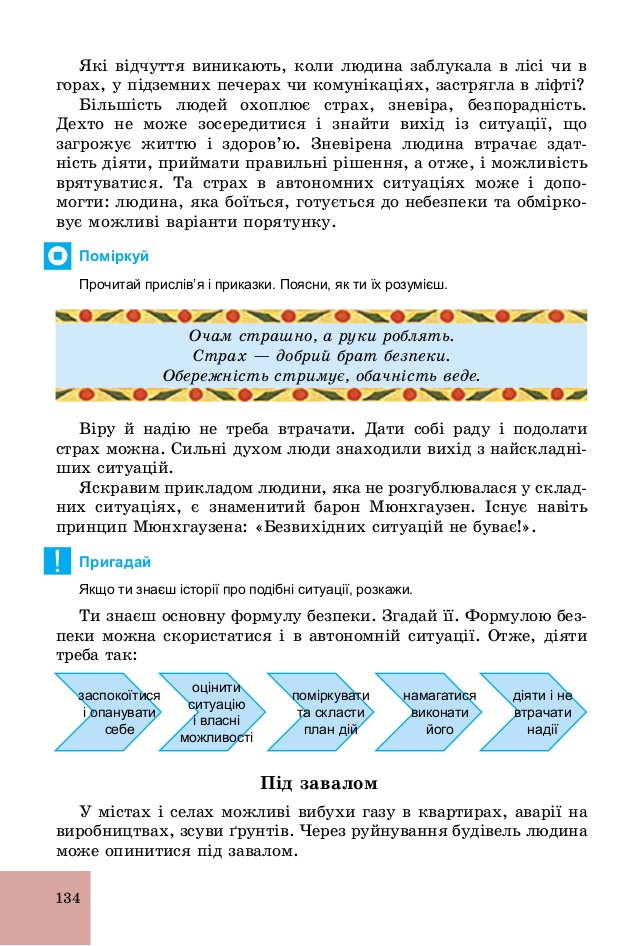 Які відчуття виникають, коли людина заблукала в лісі чи в
горах, у підземних печерах чи комунікаціях, застрягла в ліфті?
Більшість людей охоплює страх, зневіра, безпорадність.
Дехто не може зосередитися і знайти вихід із ситуації, що
загрожує життю і здоров’ю. Зневірена людина втрачає здат-
ність діяти, приймати правильні рішення, а отже, і можливість
врятуватися. Та страх в автономних ситуаціях може і допо-
могти: людина, яка боїться, готується до небезпеки та обмірко-
вує можливі варіанти порятунку.
Поміркуй
Прочитай прислів’я і приказки. Поясни, як ти їх розумієш.
Очам страшно, а руки роблять.
Страх — добрий брат безпеки.
Обережність стримує, обачність веде.
Віру й надію не треба втрачати. Дати собі раду і подолати
страх можна. Сильні духом люди знаходили вихід з найскладні-
ших ситуацій.
Яскравим прикладом людини, яка не розгублювалася у склад-
них ситуаціях, є знаменитий барон Мюнхгаузен. Існує навіть
принцип Мюнхгаузена: «Безвихідних ситуацій не буває!».
! Пригадай
Якщо ти знаєш історії про подібні ситуації, розкажи.
Ти знаєш основну формулу безпеки. Згадай її. Формулою без-
пеки можна скористатися і в автономній ситуації. Отже, діяти
треба так:
заспокоїтися
і опанувати
себе
оцінити
ситуацію
і власні
можливості
поміркувати
та скласти
план дій
намагатися
виконати
його
діяти і не
втрачати
надії
Під завалом
У містах і селах можливі вибухи газу в квартирах, аварії на
виробництвах, зсуви ґрунтів. Через руйнування будівель людина
може опинитися під завалом.
134